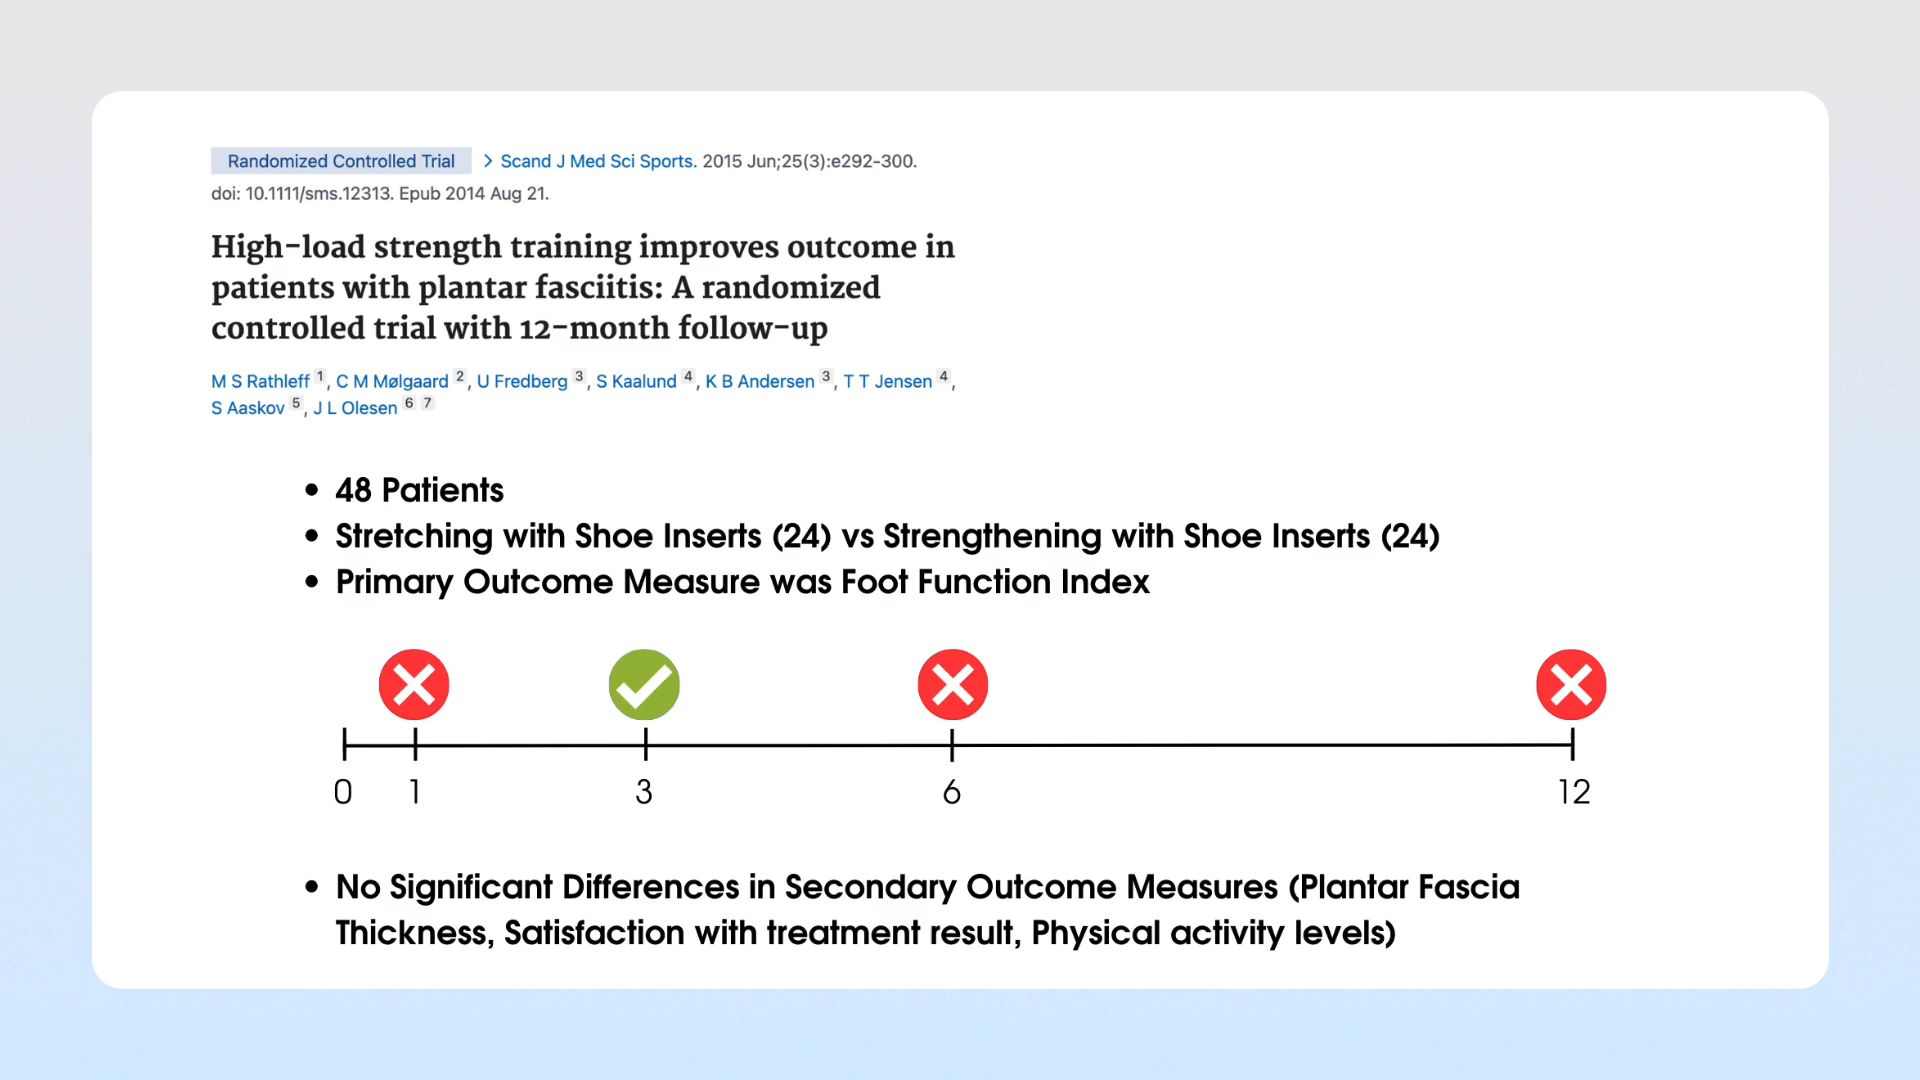 Randomized Controlled Trial > Scand J Med Sci Sports. 2015 Jun;25(3):e292-300.
doi: 10.1111/sms.12313. Epub 2014 Aug 21.
High-load strength training improves outcome in
patients with plantar fasciitis: A randomized
controlled trial with 12-month follow-up
M S Rathleff 1, C M Mølgaard 2, U Fredberg 3, S Kaalund 4, K B Andersen 3, T T Jensen 4,
S Aaskov 5, J L Olesen 6 7
• 48 Patients
• Stretching with Shoe Inserts (24) vs Strengthening with Shoe Inserts (24)
• Primary Outcome Measure was Foot Function Index
0 1 3 6 12
• No Significant Differences in Secondary Outcome Measures (Plantar Fascia
Thickness, Satisfaction with treatment result, Physical activity levels)